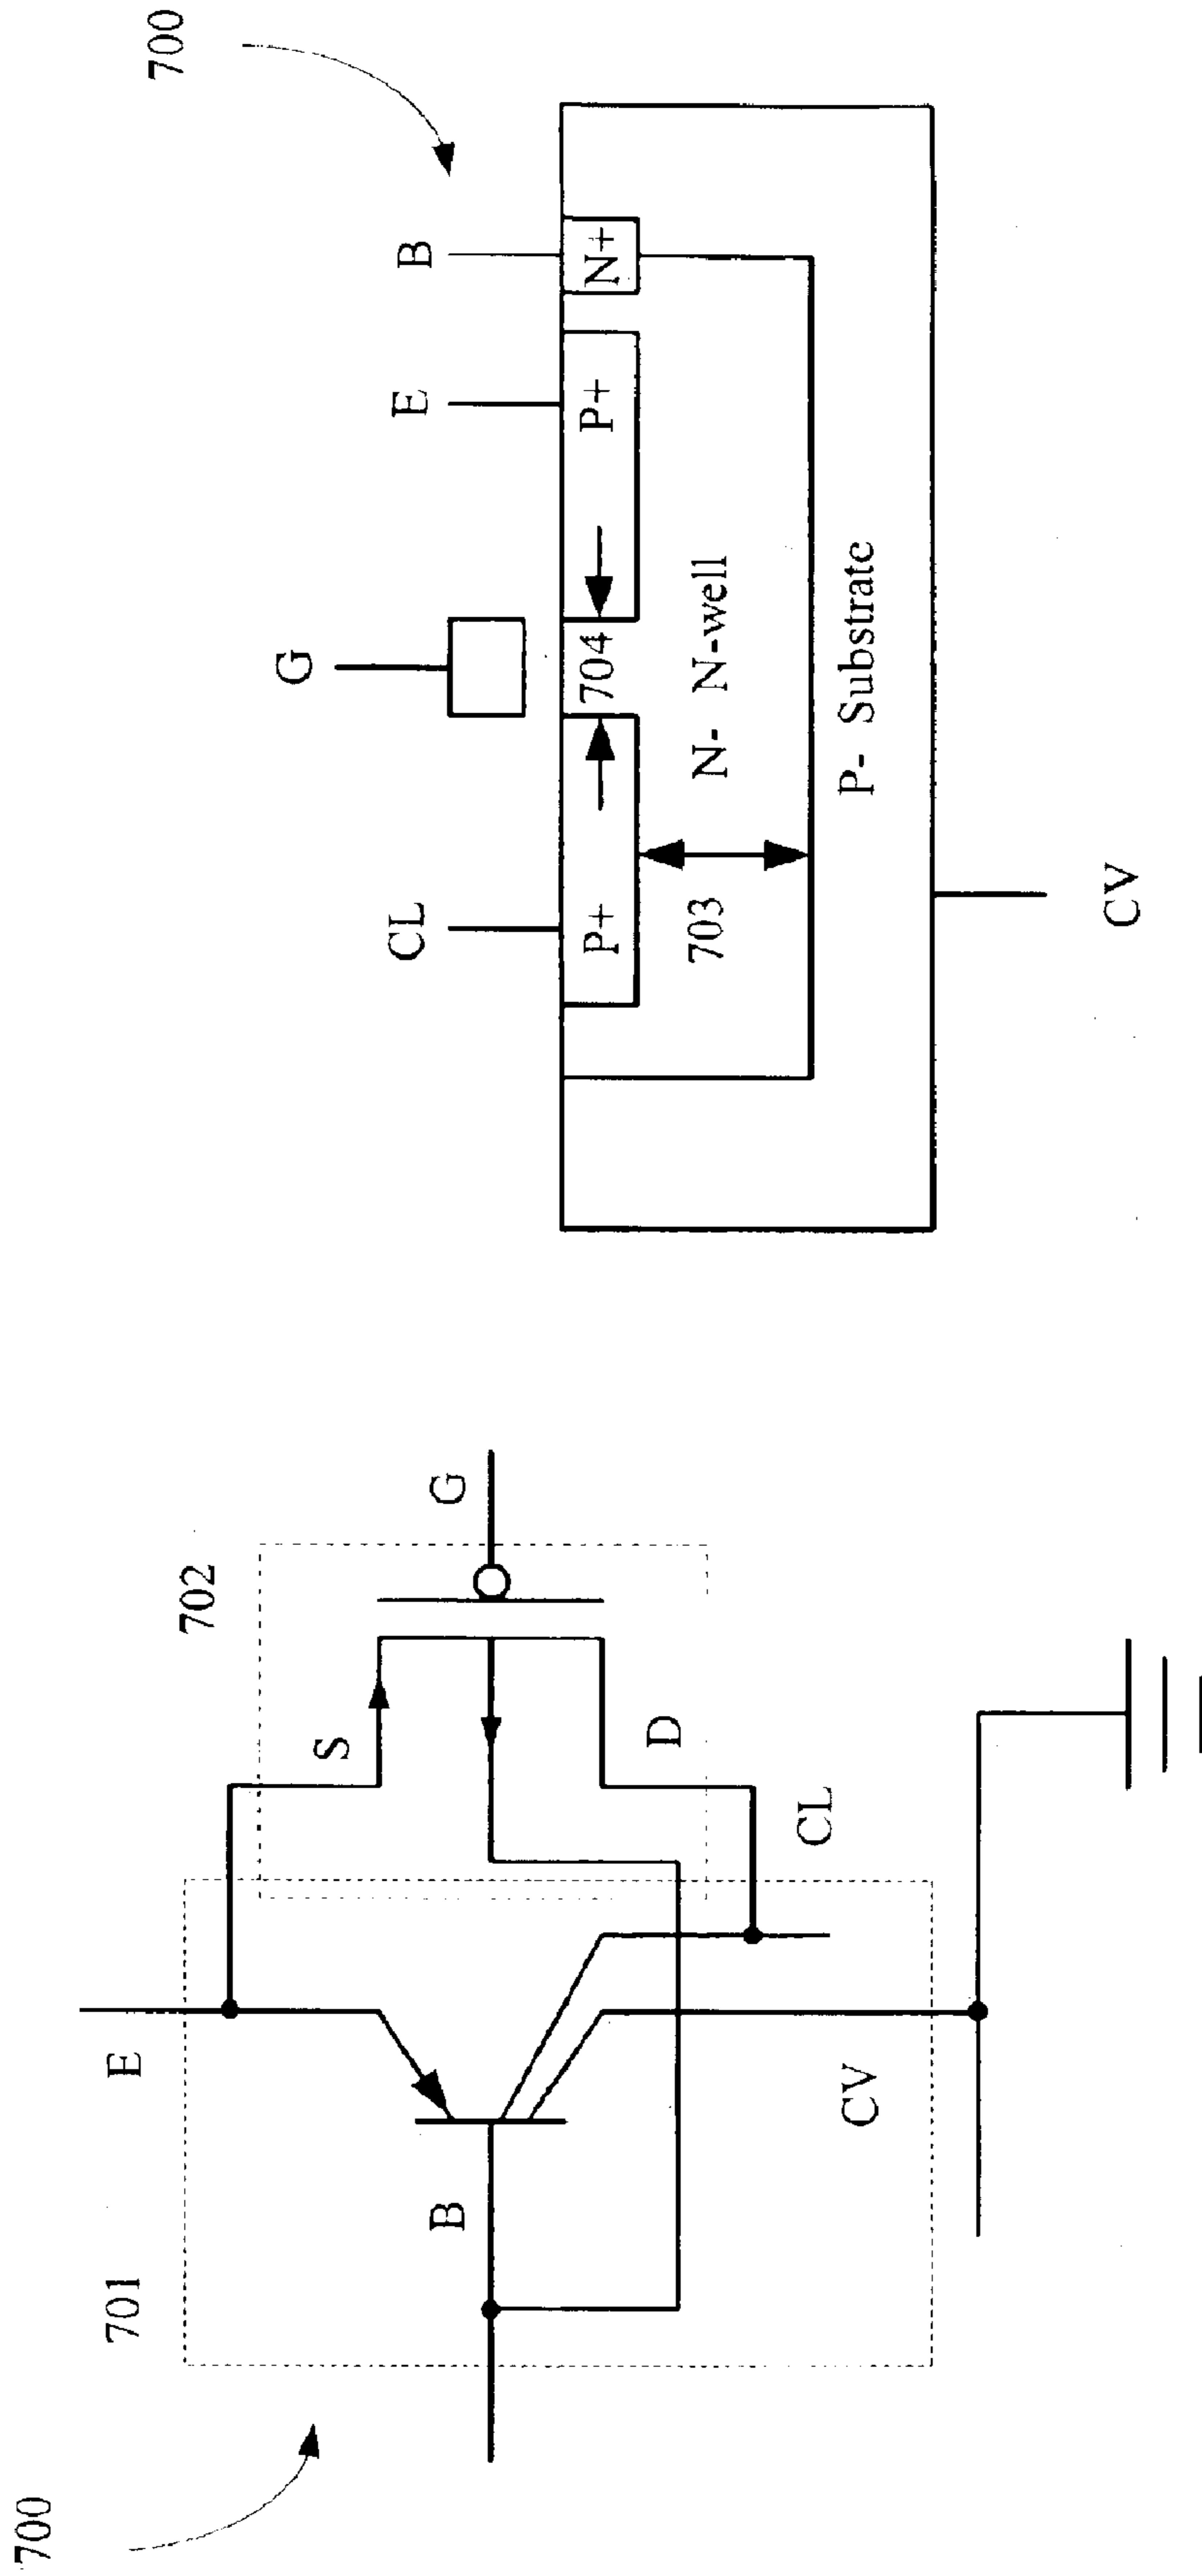 700
701
E
B
CV
702
S
G
D
CL
700
G
CL
E
B
P+
704
P+
N+
703
N- N-well
P- Substrate
CV